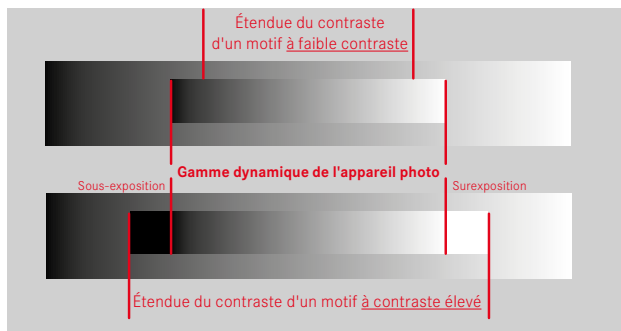 Étendue du contraste
d'un motif à faible contraste
Gamme dynamique de l'appareil photo
Sous-exposition
Surexposition
Étendue du contraste d'un motif à contraste élevé